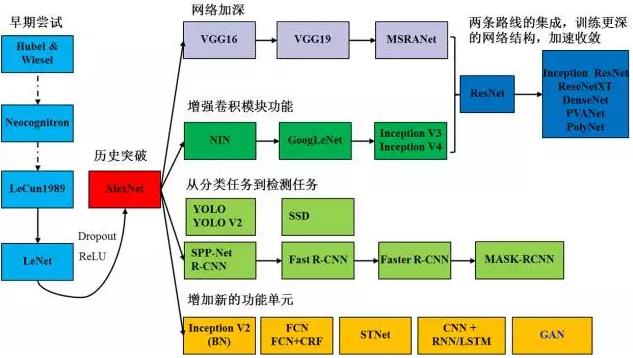 早期尝试
Hubel &
Wiesel
Neocognitron
LeCun1989
LeNet
Dropout
ReLU
历史突破
AlexNet
网络加深
VGG16
VGG19
MSRANet
增强卷积模块功能
NIN
GoogLeNet
Inception V3
Inception V4
ResNet
两条路线的集成，训练更深
的网络结构，加速收敛
Inception ResNet
ReseNetXT
DenseNet
PVANet
PolyNet
从分类任务到检测任务
YOLO
YOLO V2
SSD
SPP-Net
R-CNN
Fast R-CNN
Faster R-CNN
MASK-RCNN
增加新的功能单元
Inception V2
(BN)
FCN
FCN+CRF
STNet
CNN +
RNN/LSTM
GAN